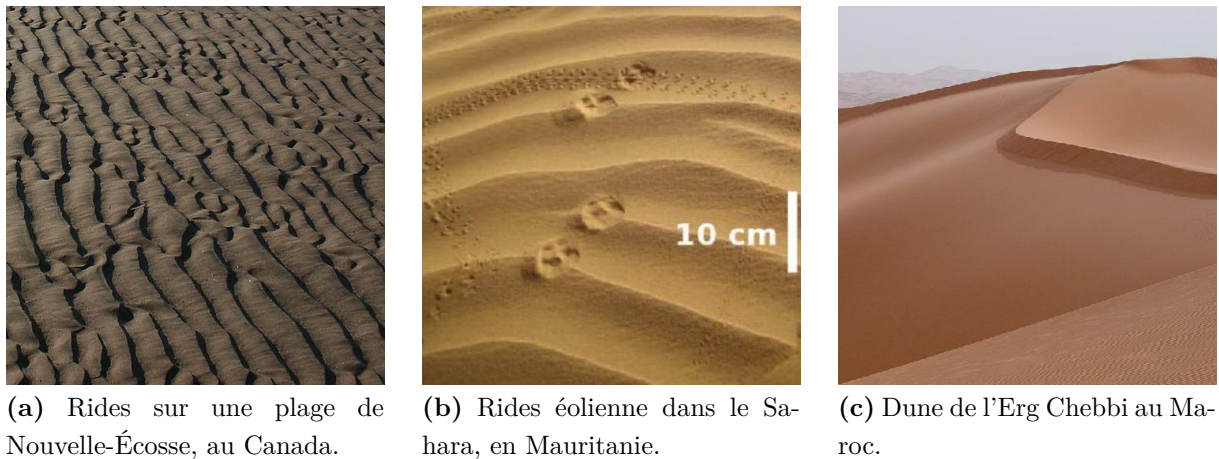 10 cm
(a) Rides sur une plage de
Nouvelle-Écosse, au Canada.
(b) Rides éolienne dans le Sa-
hara, en Mauritanie.
(c) Dune de l'Erg Chebbi au Ma-
roc.